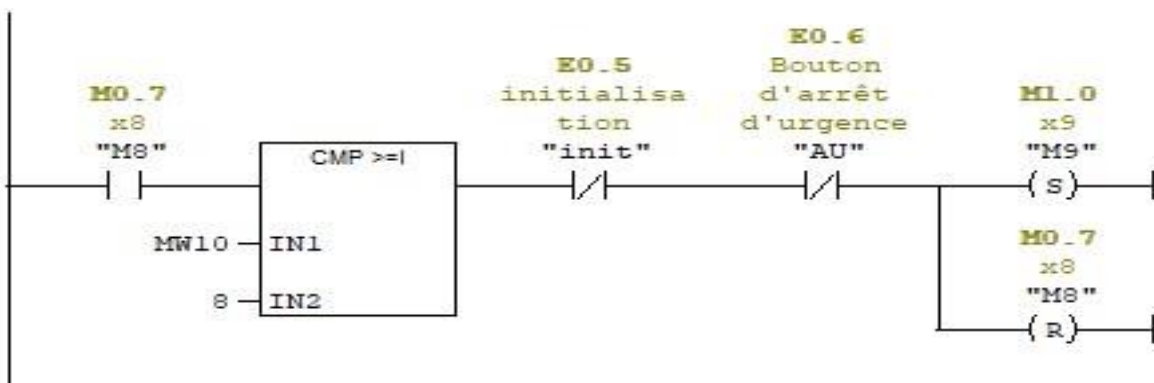 M0.7
x8
"M8"
CMP >=I
MW10
IN1
8
IN2
E0.5
initialisa
tion
"init"
E0.6
Bouton
d'arrêt
d'urgence
"AU"
M1.0
x9
"M9"
S
M0.7
x8
"M8"
R